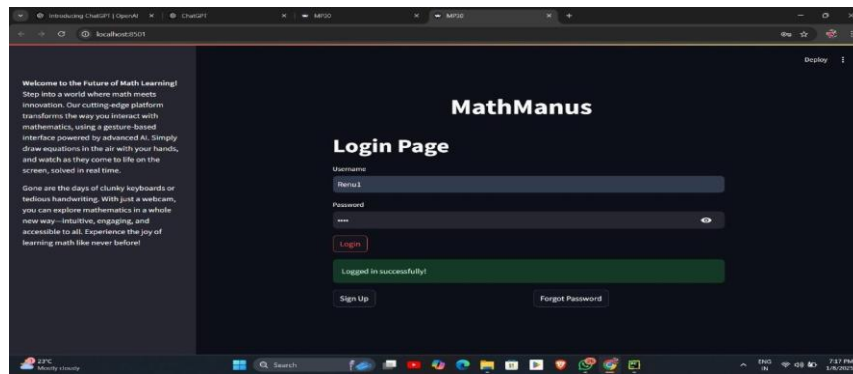 Introducing ChatGPT | OpenAI
ChatGPT
MP20
MP20
localhost:8501
Deploy
Welcome to the Future of Math Learning!
Step into a world where math meets
innovation. Our cutting-edge platform
transforms the way you interact with
mathematics, using a gesture-based
interface powered by advanced AI. Simply
draw equations in the air with your hands,
and watch as they come to life on the
screen, solved in real time.
Gone are the days of clunky keyboards or
tedious handwriting. With just a webcam,
you can explore mathematics in a whole
new way—intuitive, engaging, and
accessible to all. Experience the joy of
learning math like never before!
MathManus
Login Page
Username
Renu1
Password
Login
Logged in successfully!
Sign Up
Forgot Password
23°C
Mostly cloudy
Search
ENG
IN
7:17 PM
1/8/2025